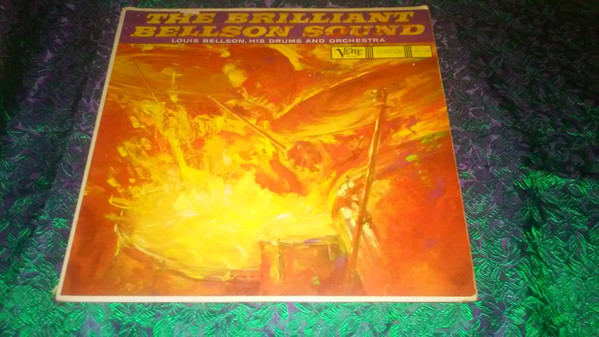 THE BRILLIANT
BELLSON SOUND
LOUIS BELLSON, HIS DRUMS AND ORCHESTRA
Verve